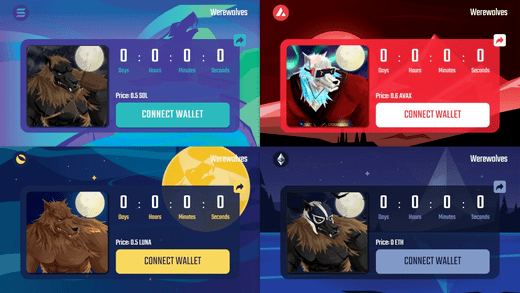 Werewolves
0 : 0 : 0 : 0
Days Hours Minutes Seconds
Price: 0.5 SOL
CONNECT WALLET
Werewolves
0 : 0 : 0 : 0
Days Hours Minutes Seconds
Price: 0.6 AVAX
CONNECT WALLET
Werewolves
0 : 0 : 0 : 0
Days Hours Minutes Seconds
Price: 0.5 LUNA
CONNECT WALLET
Werewolves
0 : 0 : 0 : 0
Days Hours Minutes Seconds
Price: 0 ETH
CONNECT WALLET